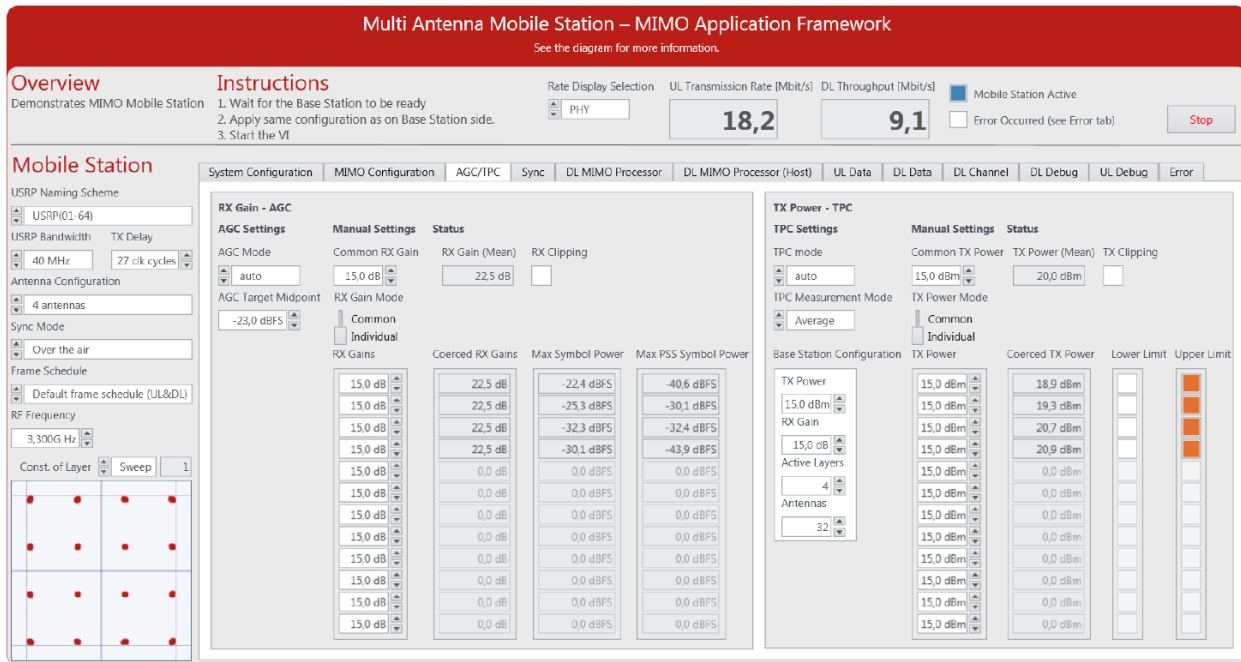 Multi Antenna Mobile Station – MIMO Application Framework
See the diagram for more information.
Overview
Demonstrates MIMO Mobile Station
Instructions
1. Wait for the Base Station to be ready
2. Apply same configuration as on Base Station side.
3. Start the VI
Rate Display Selection
PHY
UL Transmission Rate [Mbit/s]
18,2
DL Throughput [Mbit/s]
9,1
Mobile Station Active
Error Occurred (see Error tab)
Stop
Mobile Station
USRP Naming Scheme
USRP(01-64)
USRP Bandwidth TX Delay
40 MHz 27 clk cycles
Antenna Configuration
4 antennas
Sync Mode
Over the air
Frame Schedule
Default frame schedule (UL&DL)
RF Frequency
3,300G Hz
Const. of Layer Sweep 1
System Configuration MIMO Configuration AGC/TPC Sync DL MIMO Processor DL MIMO Processor (Host) UL Data DL Data DL Channel DL Debug UL Debug Error
RX Gain - AGC
AGC Settings Manual Settings Status
AGC Mode Common RX Gain RX Gain (Mean) RX Clipping
auto 15,0 dB 22,5 dB
AGC Target Midpoint RX Gain Mode
-23,0 dBFS Common
Individual
RX Gains Coerced RX Gains Max Symbol Power Max PSS Symbol Power
15,0 dB 22,5 dB -22,4 dBFS -40,6 dBFS
15,0 dB 22,5 dB -25,3 dBFS -30,1 dBFS
15,0 dB 22,5 dB -32,3 dBFS -32,4 dBFS
15,0 dB 22,5 dB -30,1 dBFS -43,9 dBFS
15,0 dB 0,0 dB 0,0 dBFS 0,0 dBFS
15,0 dB 0,0 dB 0,0 dBFS 0,0 dBFS
15,0 dB 0,0 dB 0,0 dBFS 0,0 dBFS
15,0 dB 0,0 dB 0,0 dBFS 0,0 dBFS
15,0 dB 0,0 dB 0,0 dBFS 0,0 dBFS
15,0 dB 0,0 dB 0,0 dBFS 0,0 dBFS
15,0 dB 0,0 dB 0,0 dBFS 0,0 dBFS
15,0 dB 0,0 dB 0,0 dBFS 0,0 dBFS
TX Power - TPC
TPC Settings Manual Settings Status
TPC mode Common TX Power TX Power (Mean) TX Clipping
auto 15,0 dBm 20,0 dBm
TPC Measurement Mode TX Power Mode
Average Common
Individual
Base Station Configuration TX Power Coerced TX Power Lower Limit Upper Limit
TX Power
15.0 dBm
RX Gain
15,0 dB
Active Layers
4
Antennas
32
15,0 dBm 18,9 dBm
15,0 dBm 19,3 dBm
15,0 dBm 20,7 dBm
15,0 dBm 20,9 dBm
15,0 dBm 0,0 dBm
15,0 dBm 0,0 dBm
15,0 dBm 0,0 dBm
15,0 dBm 0,0 dBm
15,0 dBm 0,0 dBm
15,0 dBm 0,0 dBm
15,0 dBm 0,0 dBm
15,0 dBm 0,0 dBm